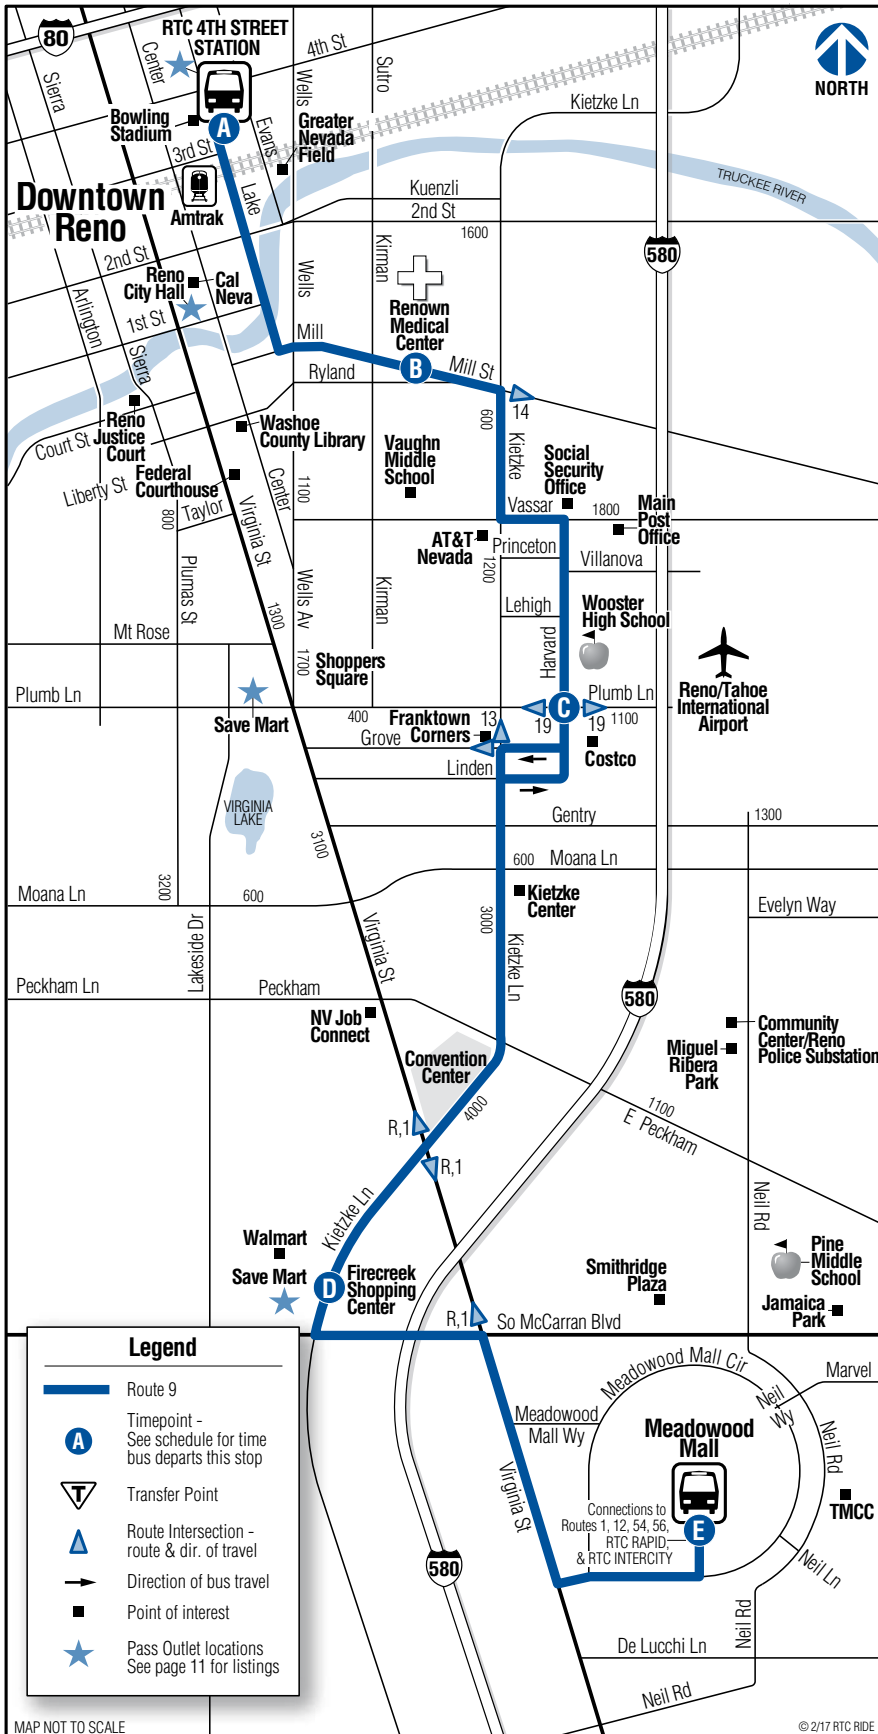 80
Sierra
Center
RTC 4TH STREET
STATION
4th St
Wells
Sutro
NORTH
Kietzke Ln
Bowling
Stadium
A
Evans
Greater
Nevada
Field
3rd St
Amtrak
Lake
TRUCKEE RIVER
Downtown
Reno
Kuenzli
2nd St
1600
580
2nd St
Reno
City Hall
Cal
Neva
Wells
Kirman
Renown
Medical
Center
Arlington
1st St
Sierra
Mill
B
Mill St
Ryland
14
600
Kietzke
Reno
Justice
Court
Court St
Washoe
County Library
Vaughn
Middle
School
Social
Security
Office
Liberty St
Federal
Courthouse
Center
1100
Vassar
1800
Main
Post
Office
800
Taylor
Virginia St
AT&T
Nevada
Princeton
1200
Villanova
Plumas St
Wells Av
Kirman
Lehigh
Wooster
High School
1300
Mt Rose
1700
Shoppers
Square
Harvard
Reno/Tahoe
International
Airport
Plumb Ln
Save Mart
400
Franktown
Corners
13
19
C
Plumb Ln
19
1100
Grove
Costco
Linden
VIRGINIA
LAKE
Gentry
1300
3100
600
Moana Ln
Moana Ln
3200
600
Kietzke
Center
Evelyn Way
Lakeside Dr
Virginia St
3000
Kietzke Ln
Peckham Ln
Peckham
580
NV Job
Connect
Community
Center/Reno
Police Substation
Miguel
Ribera
Park
Convention
Center
4000
1100
E Peckham
R,1
R,1
Neil Rd
Kietzke Ln
Walmart
Save Mart
D
Firecreek
Shopping
Center
Smithridge
Plaza
Pine
Middle
School
Jamaica
Park
R,1
So McCarran Blvd
Legend
Route 9
A
Timepoint -
See schedule for time
bus departs this stop
T
Transfer Point
Route Intersection -
route & dir. of travel
Direction of bus travel
Point of interest
Pass Outlet locations
See page 11 for listings
Meadowood Mall Cir
Marvel
Neil
Wy
Meadowood
Mall Wy
Meadowood
Mall
Neil Rd
Virginia St
Connections to
Routes 1, 12, 54, 56,
RTC RAPID,
& RTC INTERCITY
E
TMCC
580
Neil Ln
Neil Rd
De Lucchi Ln
Neil Rd
MAP NOT TO SCALE
© 2/17 RTC RIDE